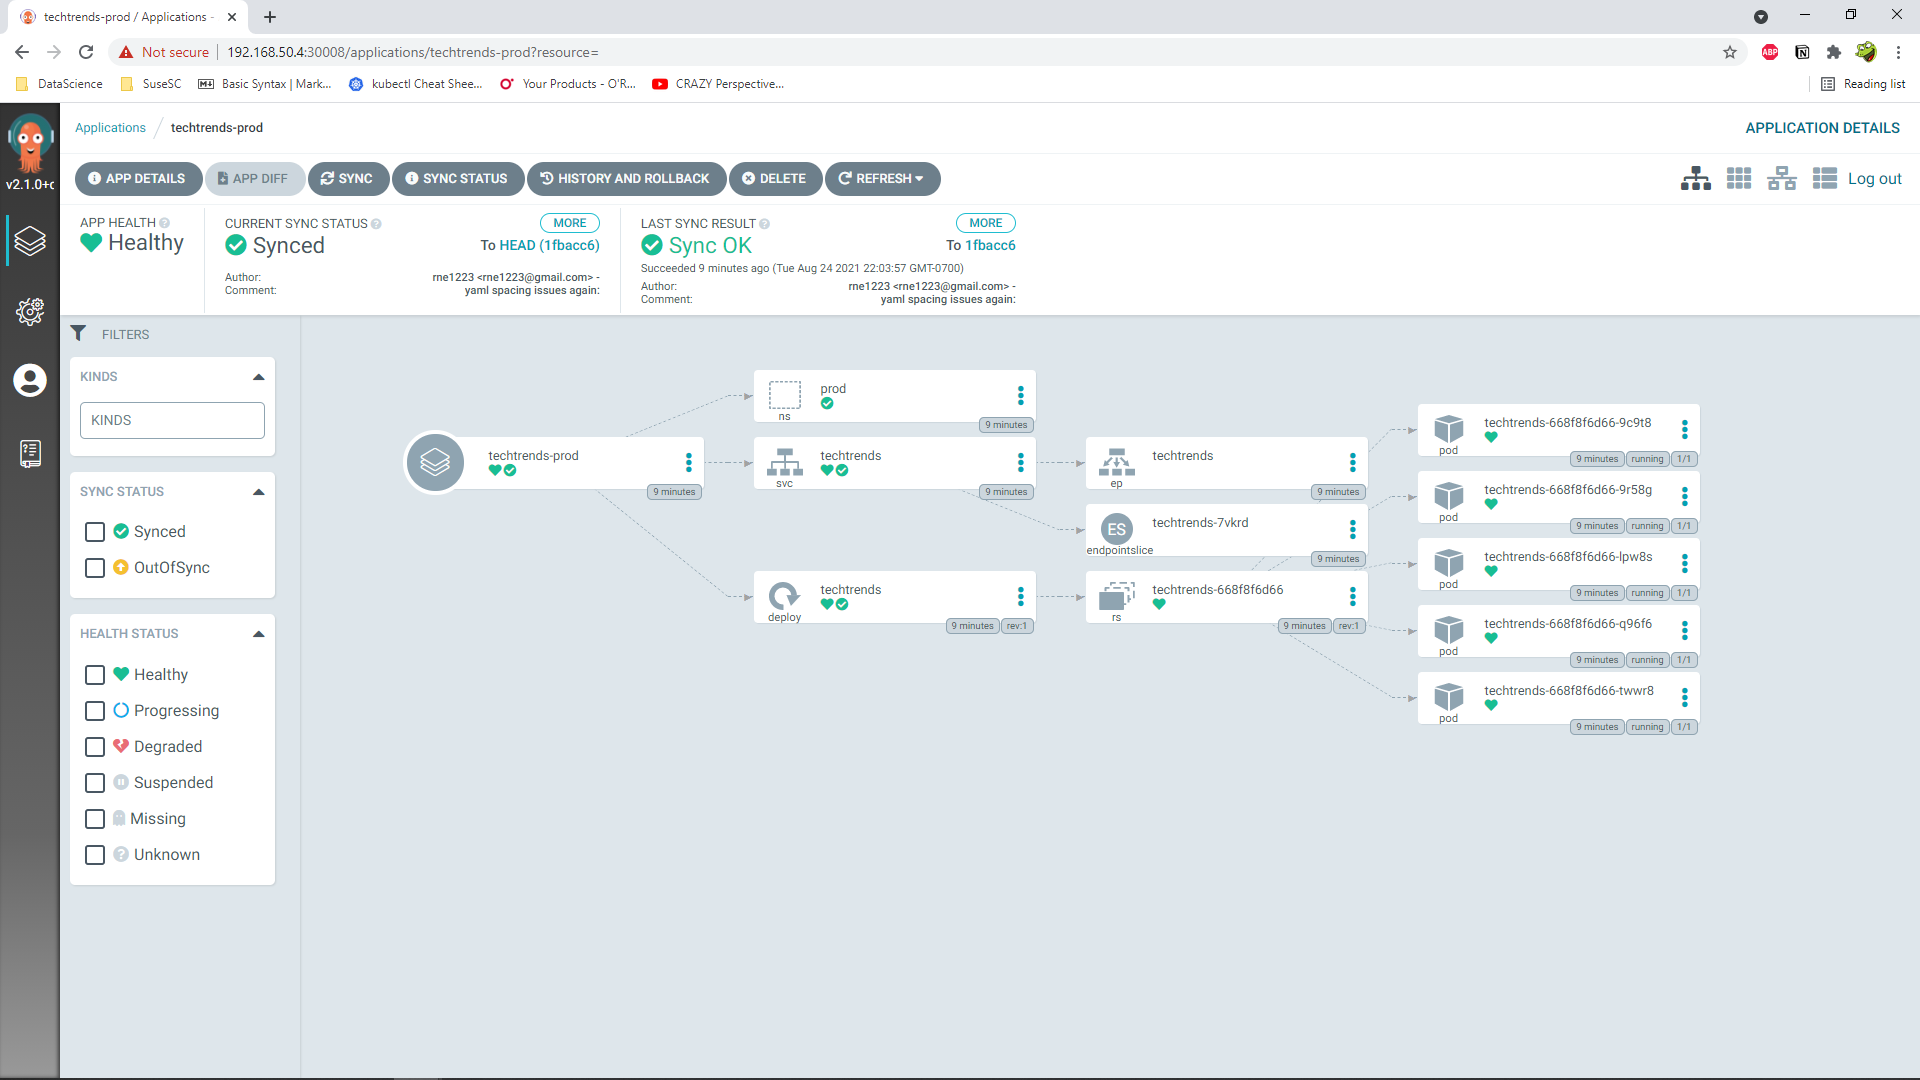 techtrends-prod / Applications -
Not secure
192.168.50.4:30008/applications/techtrends-prod?resource=
ABP
DataScience
SuseSC
Basic Syntax | Mark...
kubectl Cheat Shee...
Your Products - O'R...
CRAZY Perspective...
Reading list
Applications / techtrends-prod
APPLICATION DETAILS
v2.1.0+c
APP DETAILS
APP DIFF
SYNC
SYNC STATUS
HISTORY AND ROLLBACK
DELETE
REFRESH
Log out
APP HEALTH
Healthy
CURRENT SYNC STATUS
MORE
Synced
To HEAD (1fbacc6)
Author: rne1223 <rne1223@gmail.com> -
Comment: yaml spacing issues again:
LAST SYNC RESULT
MORE
Sync OK
To 1fbacc6
Succeeded 9 minutes ago (Tue Aug 24 2021 22:03:57 GMT-0700)
Author: rne1223 <rne1223@gmail.com> -
Comment: yaml spacing issues again:
FILTERS
KINDS
KINDS
SYNC STATUS
Synced
OutOfSync
HEALTH STATUS
Healthy
Progressing
Degraded
Suspended
Missing
Unknown
techtrends-prod
9 minutes
prod
ns
9 minutes
techtrends
svc
9 minutes
techtrends
deploy
9 minutes rev:1
techtrends
ep
9 minutes
ES
techtrends-7vkrd
endpointslice
9 minutes
techtrends-668f8f6d66
rs
9 minutes rev:1
techtrends-668f8f6d66-9c9t8
pod
9 minutes running 1/1
techtrends-668f8f6d66-9r58g
pod
9 minutes running 1/1
techtrends-668f8f6d66-lpw8s
pod
9 minutes running 1/1
techtrends-668f8f6d66-q96f6
pod
9 minutes running 1/1
techtrends-668f8f6d66-twwr8
pod
9 minutes running 1/1